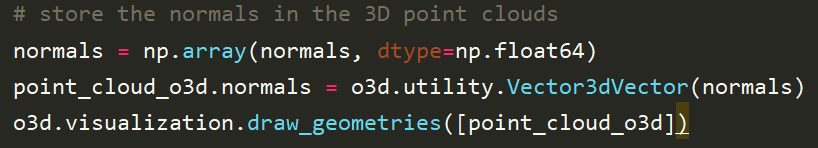 # store the normals in the 3D point clouds
normals = np.array(normals, dtype=np.float64)
point_cloud_o3d.normals = o3d.utility.Vector3dVector(normals)
o3d.visualization.draw_geometries([point_cloud_o3d])